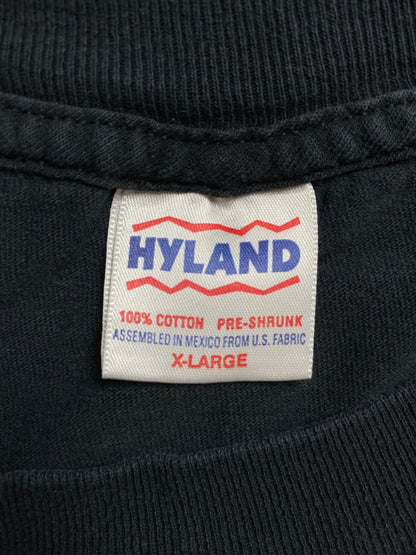 HYLAND
100% COTTON PRE-SHRUNK
ASSEMBLED IN MEXICO FROM U.S. FABRIC
X-LARGE